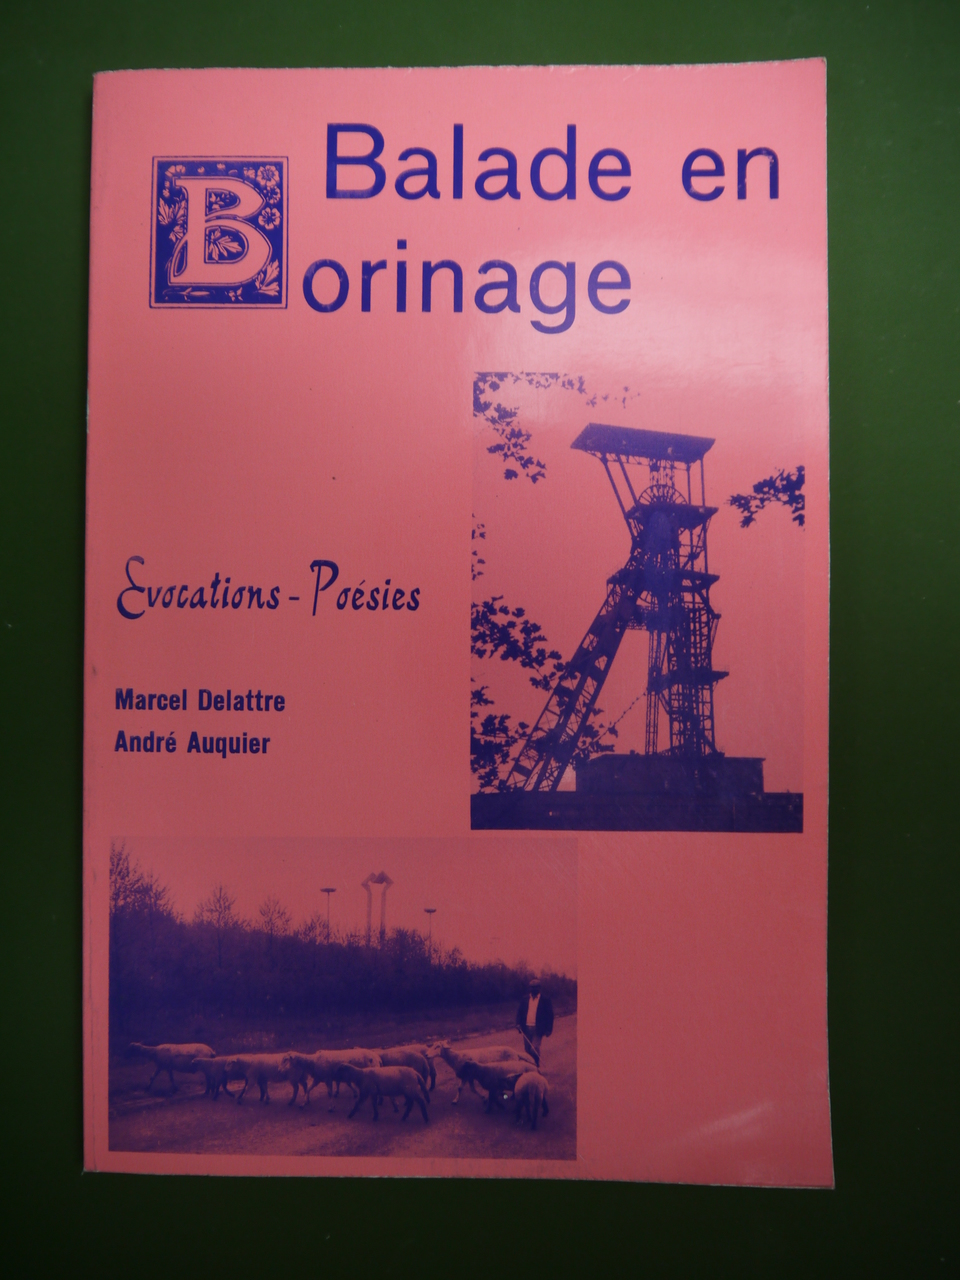 Balade en
Borinage
Evocations - Poésies
Marcel Delattre
André Auquier